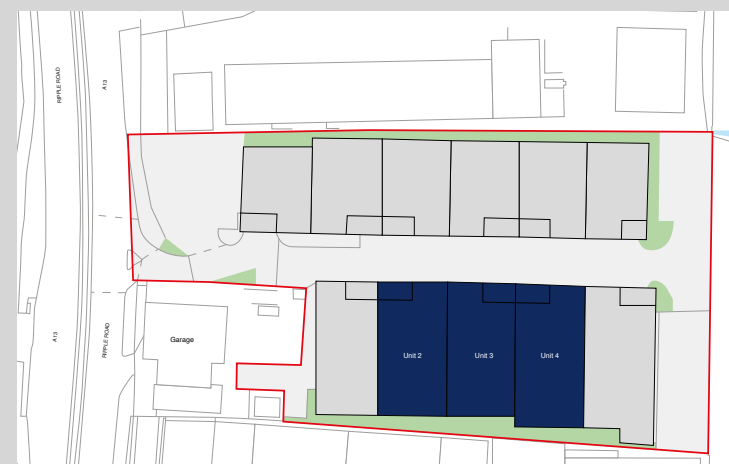 RIPPLE ROAD
A13
A13
RIPPLE ROAD
Garage
Unit 2
Unit 3
Unit 4